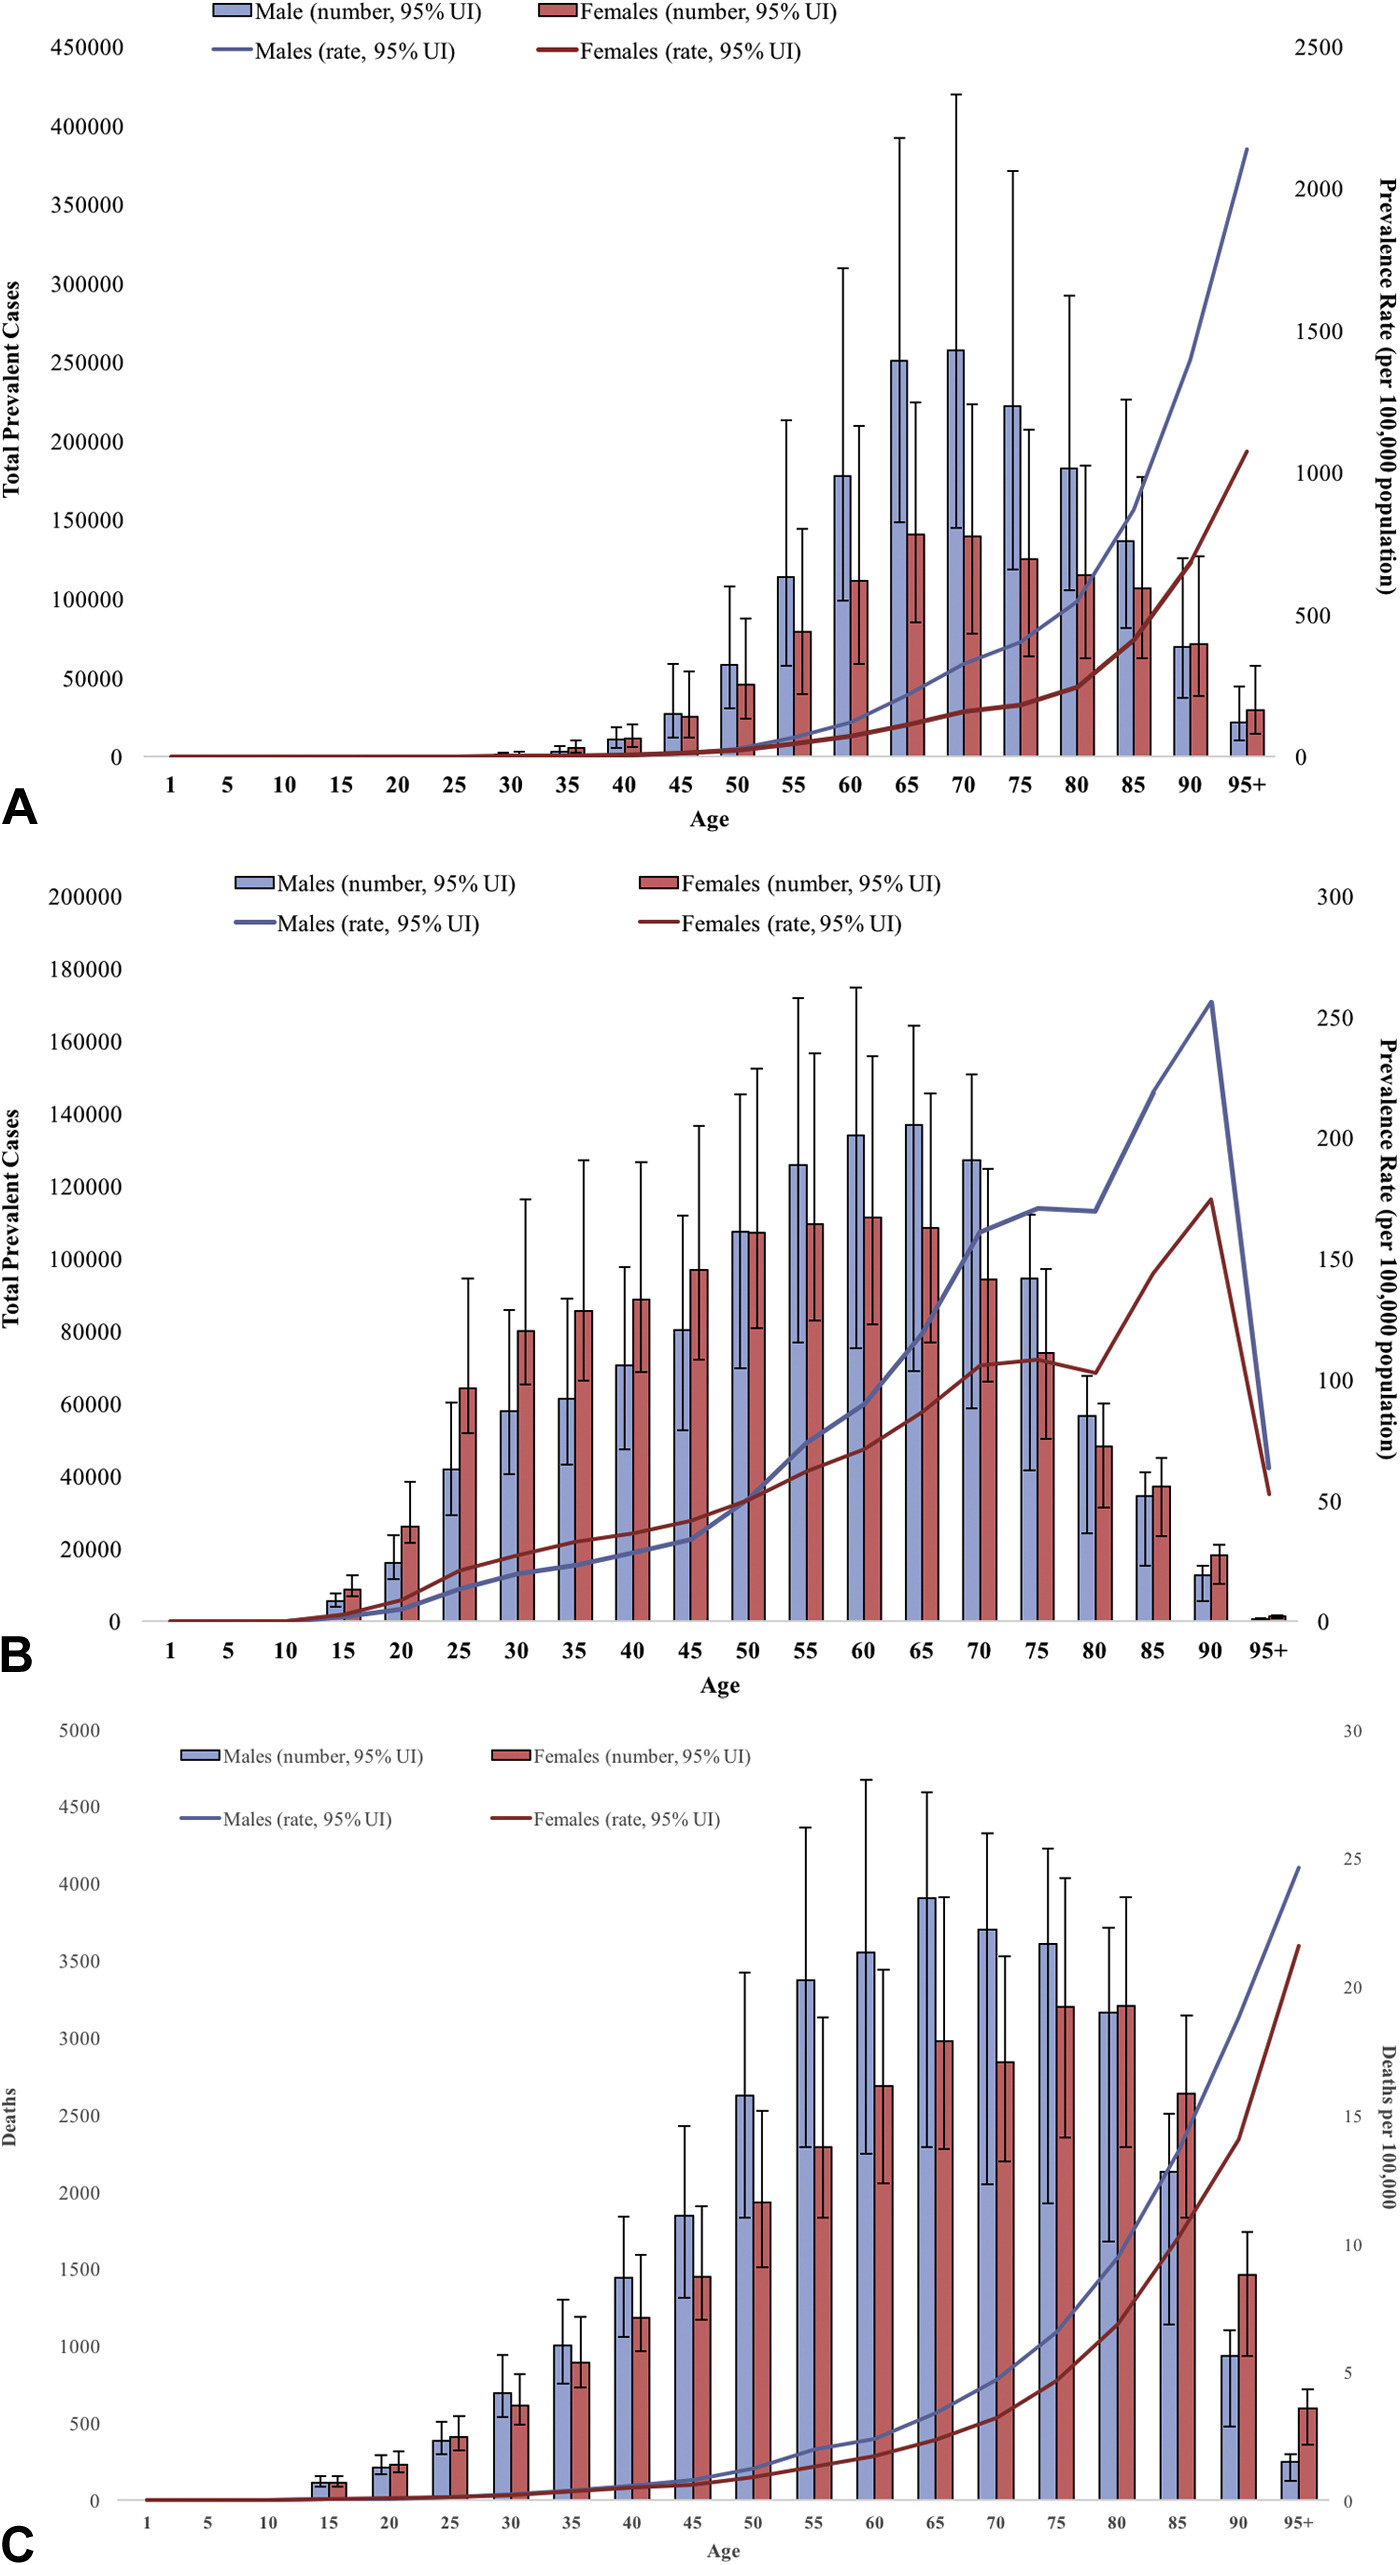 Male (number, 95% UI) Females (number, 95% UI)
Males (rate, 95% UI) Females (rate, 95% UI)
450000 2500
400000
350000 2000
300000
250000 1500
200000 1000
150000
100000 500
50000
0 0
Total Prevalent Cases
Prevalence Rate (per 100,000 population)
1 5 10 15 20 25 30 35 40 45 50 55 60 65 70 75 80 85 90 95+
Age
A
Males (number, 95% UI) Females (number, 95% UI)
Males (rate, 95% UI) Females (rate, 95% UI)
200000 300
180000
160000 250
140000
120000 200
100000 150
80000
60000 100
40000 50
20000
0 0
Total Prevalent Cases
Prevalence Rate (per 100,000 population)
1 5 10 15 20 25 30 35 40 45 50 55 60 65 70 75 80 85 90 95+
Age
B
5000 30
Males (number, 95% UI) Females (number, 95% UI)
Males (rate, 95% UI) Females (rate, 95% UI)
4500
4000 25
3500 20
3000
2500 15
2000
1500 10
1000
500 5
0 0
Deaths
Deaths per 100,000
1 5 10 15 20 25 30 35 40 45 50 55 60 65 70 75 80 85 90 95+
Age
C